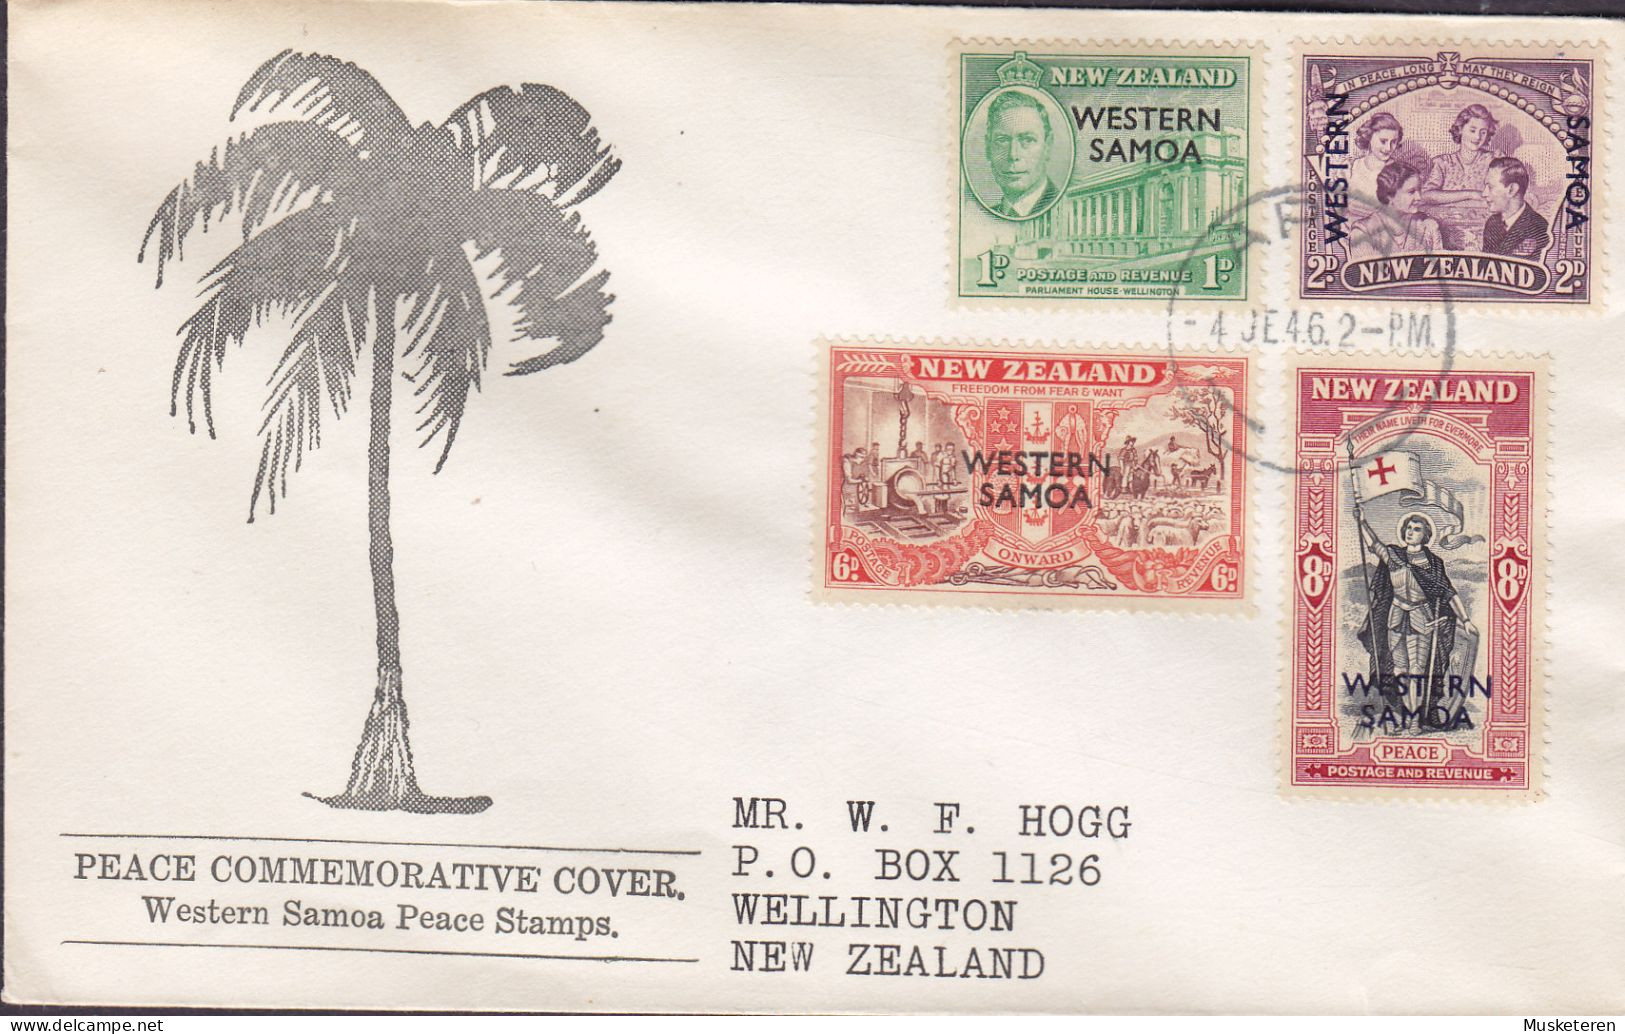 NEW ZEALAND
WESTERN
SAMOA
1D 1D
POSTAGE AND REVENUE
PARLIAMENT HOUSE - WELLINGTON
IN PEACE, LONG MAY THEY REIGN
WESTERN
SAMOA
POSTAGE
2D NEW ZEALAND 2D
APIA
-4 JE 46. 2-PM.
NEW ZEALAND
FREEDOM FROM FEAR & WANT
WESTERN
SAMOA
ONWARD
POSTAGE REVENUE
6D. 6D.
NEW ZEALAND
THEIR NAME LIVETH FOR EVERMORE
8D 8D
WESTERN
SAMOA
PEACE
POSTAGE AND REVENUE
PEACE COMMEMORATIVE COVER.
Western Samoa Peace Stamps.
MR. W. F. HOGG
P.O. BOX 1126
WELLINGTON
NEW ZEALAND
www.delcampe.net
Musketeren